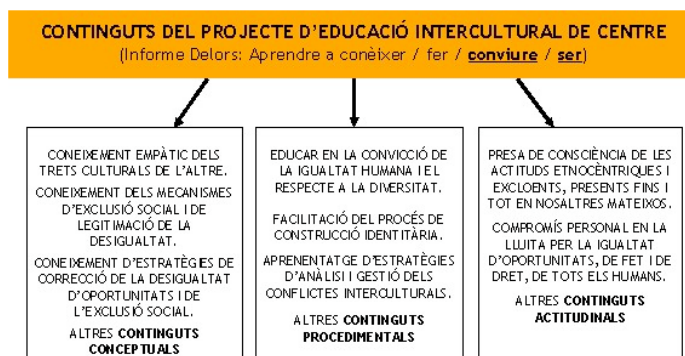 CONTINGUTS DEL PROJECTE D'EDUCACIÓ INTERCULTURAL DE CENTRE
(Informe Delors: Aprendre a conèixer / fer / conviure / ser)
CONEIXEMENT EMPÀTIC DELS
TRETS CULTURALS DE L'ALTRE.
CONEIXEMENT DELS MECANISMES
D'EXCLUSIÓ SOCIAL I DE
LEGITIMACIÓ DE LA
DESIGUALTAT.
CONEIXEMENT D'ESTRATÈGIES DE
CORRECCIÓ DE LA DESIGUALTAT
D'OPORTUNITATS I DE
L'EXCLUSIÓ SOCIAL.
ALTRES CONTINGUTS
CONCEPTUALS
EDUCAR EN LA CONVICCIÓ DE
LA IGUALTAT HUMANA I EL
RESPECTE A LA DIVERSITAT.
FACILITACIÓ DEL PROCÉS DE
CONSTRUCCIÓ IDENTITÀRIA.
APRENENTATGE D'ESTRATÈGIES
D'ANÀLISI I GESTIÓ DELS
CONFLICTES INTERCULTURALS.
ALTRES CONTINGUTS
PROCEDIMENTALS
PRESA DE CONSCIÈNCIA DE LES
ACTITUDS ETNOCÈNTRIQUES I
EXCLOENTS, PRESENTS FINS I
TOT EN NOSALTRES MATEIXOS.
COMPROMÍS PERSONAL EN LA
LLUITA PER LA IGUALTAT
D'OPORTUNITATS, DE FET I DE
DRET, DE TOTS ELS HUMANS.
ALTRES CONTINGUTS
ACTITUDINALS